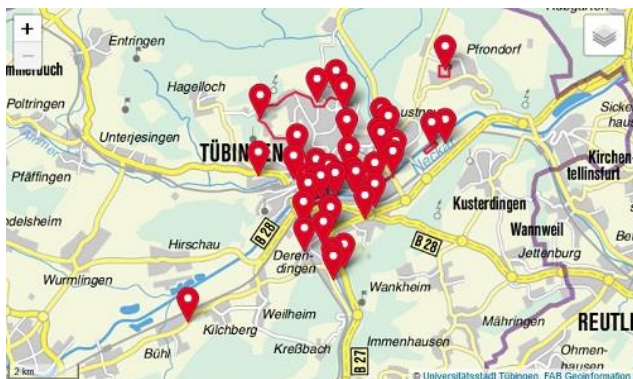 +
−
Entringen
Pfrondorf
Hagelloch
Poltringen
Unterjesingen
TÜBINGEN
Neckar
Pfäffingen
Kirchen-
tellinsfurt
Kusterdingen
Wannweil
Hirschau
B 28
B 28
Jettenburg
Deren-
dingen
Wurmlingen
Wankheim
Weilheim
Kilchberg
Mähringen
REUTL
Bühl
Kreßbach
Immenhausen
B 27
Ohmen-
hausen
2 km
© Universitätsstadt Tübingen, FAB Geoinformation